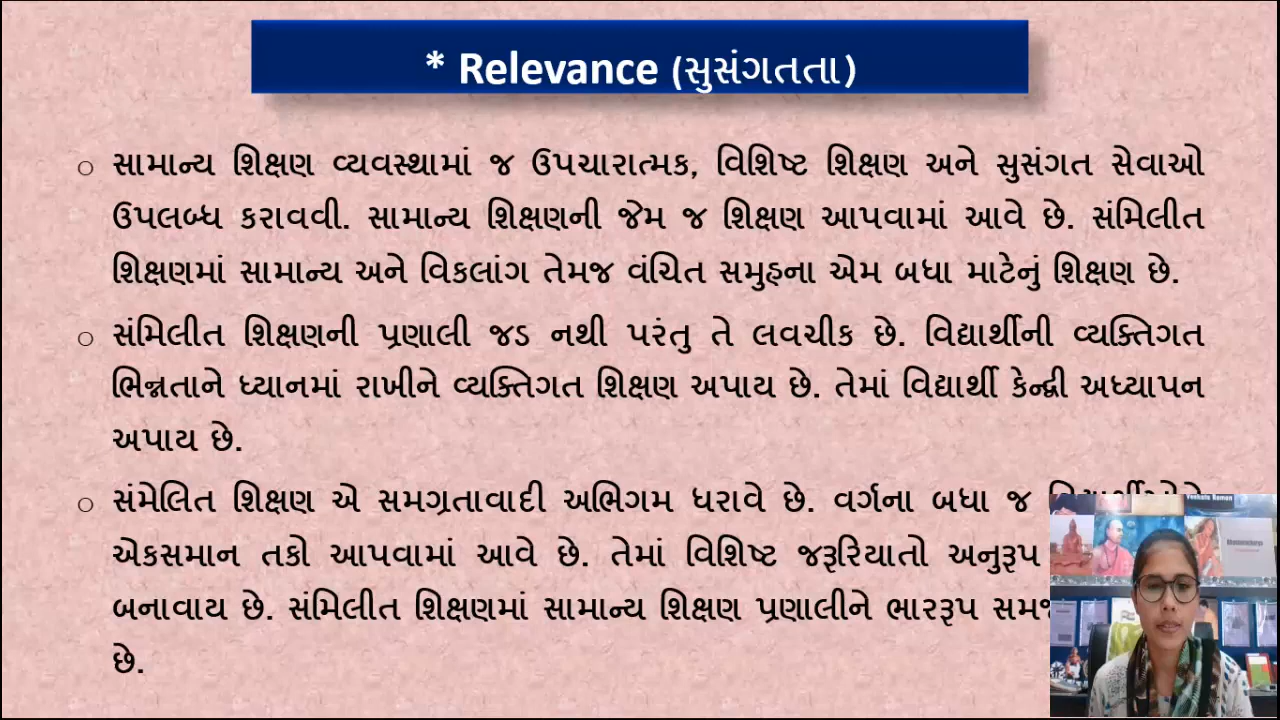 * Relevance (સુસંગતતા)
સામાન્ય શિક્ષણ વ્યવસ્થામાં જ ઉપચારાત્મક, વિશિષ્ટ શિક્ષણ અને સુસંગત સેવાઓ
ઉપલબ્ધ કરાવવી. સામાન્ય શિક્ષણની જેમ જ શિક્ષણ આપવામાં આવે છે. સંમિલીત
શિક્ષણમાં સામાન્ય અને વિકલાંગ તેમજ વંચિત સમુહના એમ બધા માટેનું શિક્ષણ છે.
સંમિલીત શિક્ષણની પ્રણાલી જડ નથી પરંતુ તે લવચીક છે. વિદ્યાર્થીની વ્યક્તિગત
ભિન્નતાને ધ્યાનમાં રાખીને વ્યક્તિગત શિક્ષણ અપાય છે. તેમાં વિદ્યાર્થી કેન્દ્રી અધ્યાપન
અપાય છે.
સંમેલિત શિક્ષણ એ સમગ્રતાવાદી અભિગમ ધરાવે છે. વર્ગના બધા જ
એકસમાન તકો આપવામાં આવે છે. તેમાં વિશિષ્ટ જરૂરિયાતો અનુરૂપ
બનાવાય છે. સંમિલીત શિક્ષણમાં સામાન્ય શિક્ષણ પ્રણાલીને ભારરૂપ
છે.